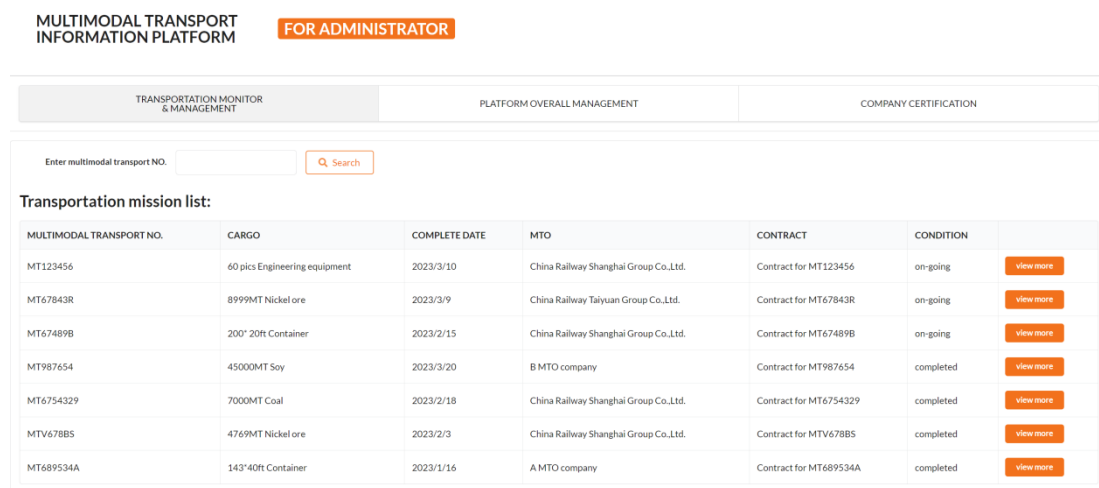 MULTIMODAL TRANSPORT
INFORMATION PLATFORM
FOR ADMINISTRATOR
TRANSPORTATION MONITOR
& MANAGEMENT
PLATFORM OVERALL MANAGEMENT
COMPANY CERTIFICATION
Enter multimodal transport NO.
Search
Transportation mission list:
MULTIMODAL TRANSPORT NO. CARGO COMPLETE DATE MTO CONTRACT CONDITION
MT123456 60 pics Engineering equipment 2023/3/10 China Railway Shanghai Group Co.,Ltd. Contract for MT123456 on-going view more
MT67843R 8999MT Nickel ore 2023/3/9 China Railway Taiyuan Group Co.,Ltd. Contract for MT67843R on-going view more
MT67489B 200* 20ft Container 2023/2/15 China Railway Shanghai Group Co.,Ltd. Contract for MT67489B on-going view more
MT987654 45000MT Soy 2023/3/20 B MTO company Contract for MT987654 completed view more
MT6754329 7000MT Coal 2023/2/18 China Railway Shanghai Group Co.,Ltd. Contract for MT6754329 completed view more
MTV678BS 4769MT Nickel ore 2023/2/3 China Railway Shanghai Group Co.,Ltd. Contract for MTV678BS completed view more
MT689534A 143*40ft Container 2023/1/16 A MTO company Contract for MT689534A completed view more